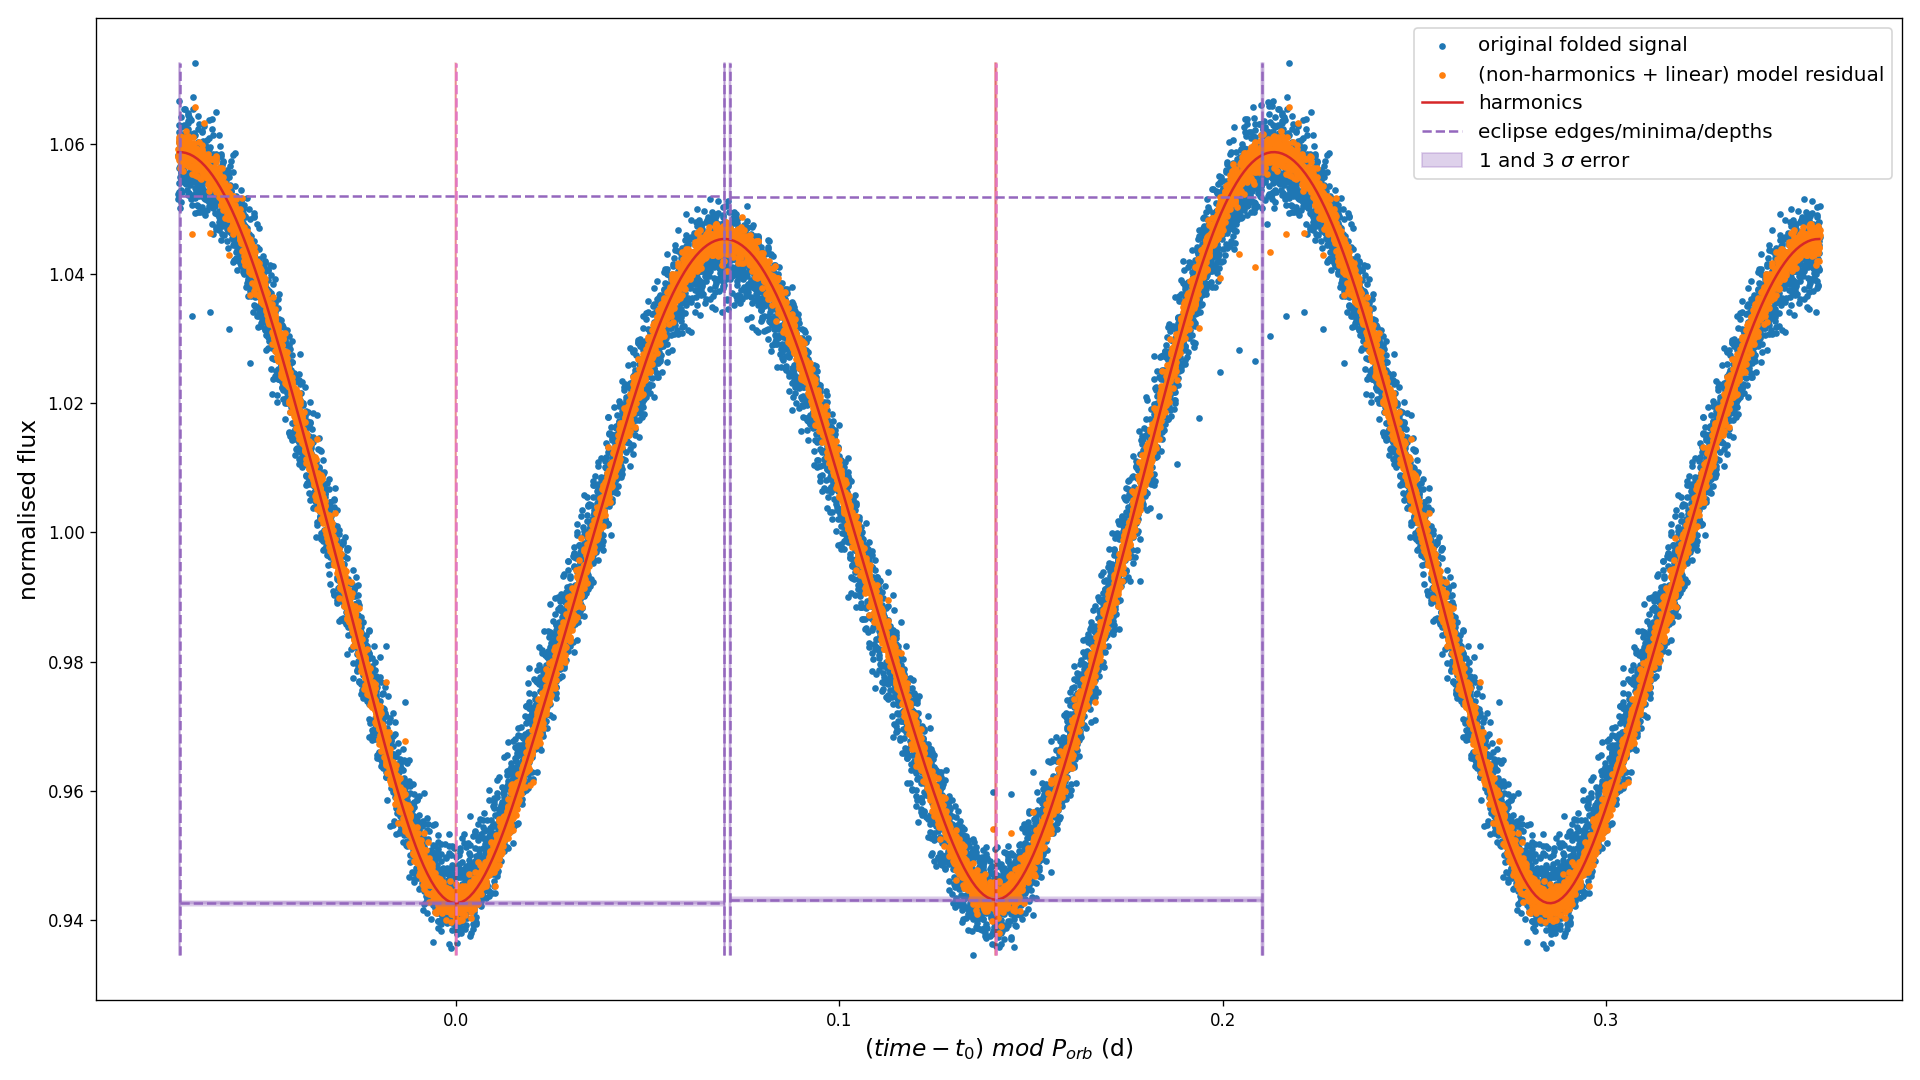 original folded signal
(non-harmonics + linear) model residual
harmonics
eclipse edges/minima/depths
1 and 3 σ error
normalised flux
1.06
1.04
1.02
1.00
0.98
0.96
0.94
0.0
0.1
0.2
0.3
(time − t₀) mod P_orb (d)